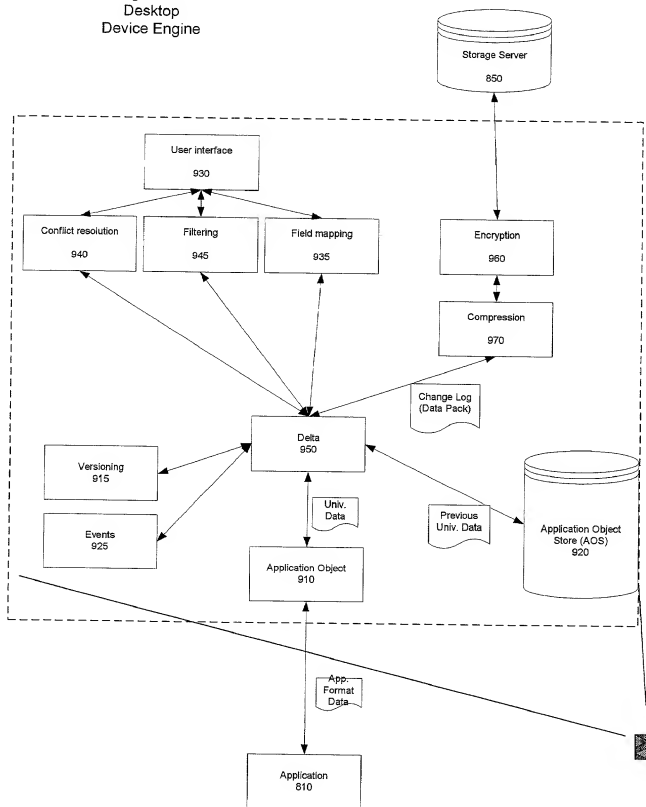 Desktop
Device Engine
Storage Server
850
User interface
930
Conflict resolution
940
Filtering
945
Field mapping
935
Encryption
960
Compression
970
Change Log
(Data Pack)
Delta
950
Versioning
915
Events
925
Univ.
Data
Previous
Univ. Data
Application Object
Store (AOS)
920
Application Object
910
App.
Format
Data
Application
810